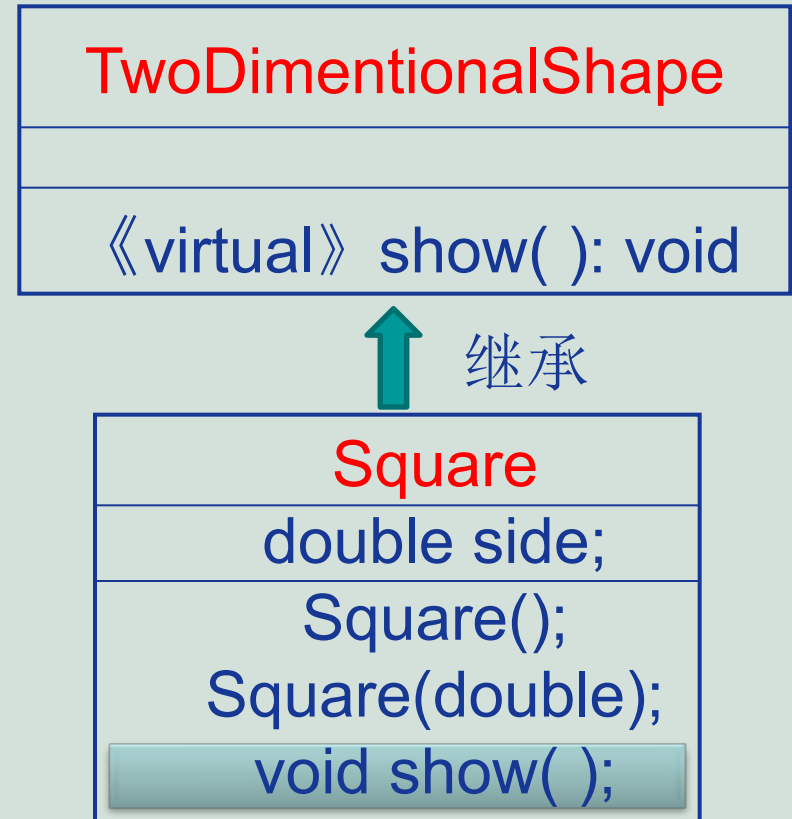 TwoDimentionalShape
《virtual》show( ): void
继承
Square
double side;
Square();
Square(double);
void show( );